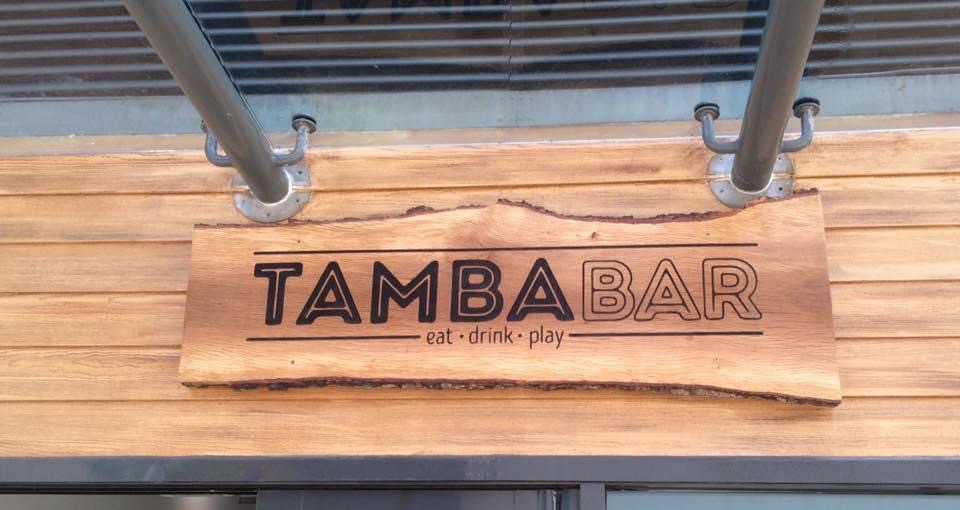 TAMBABAR
eat · drink · play